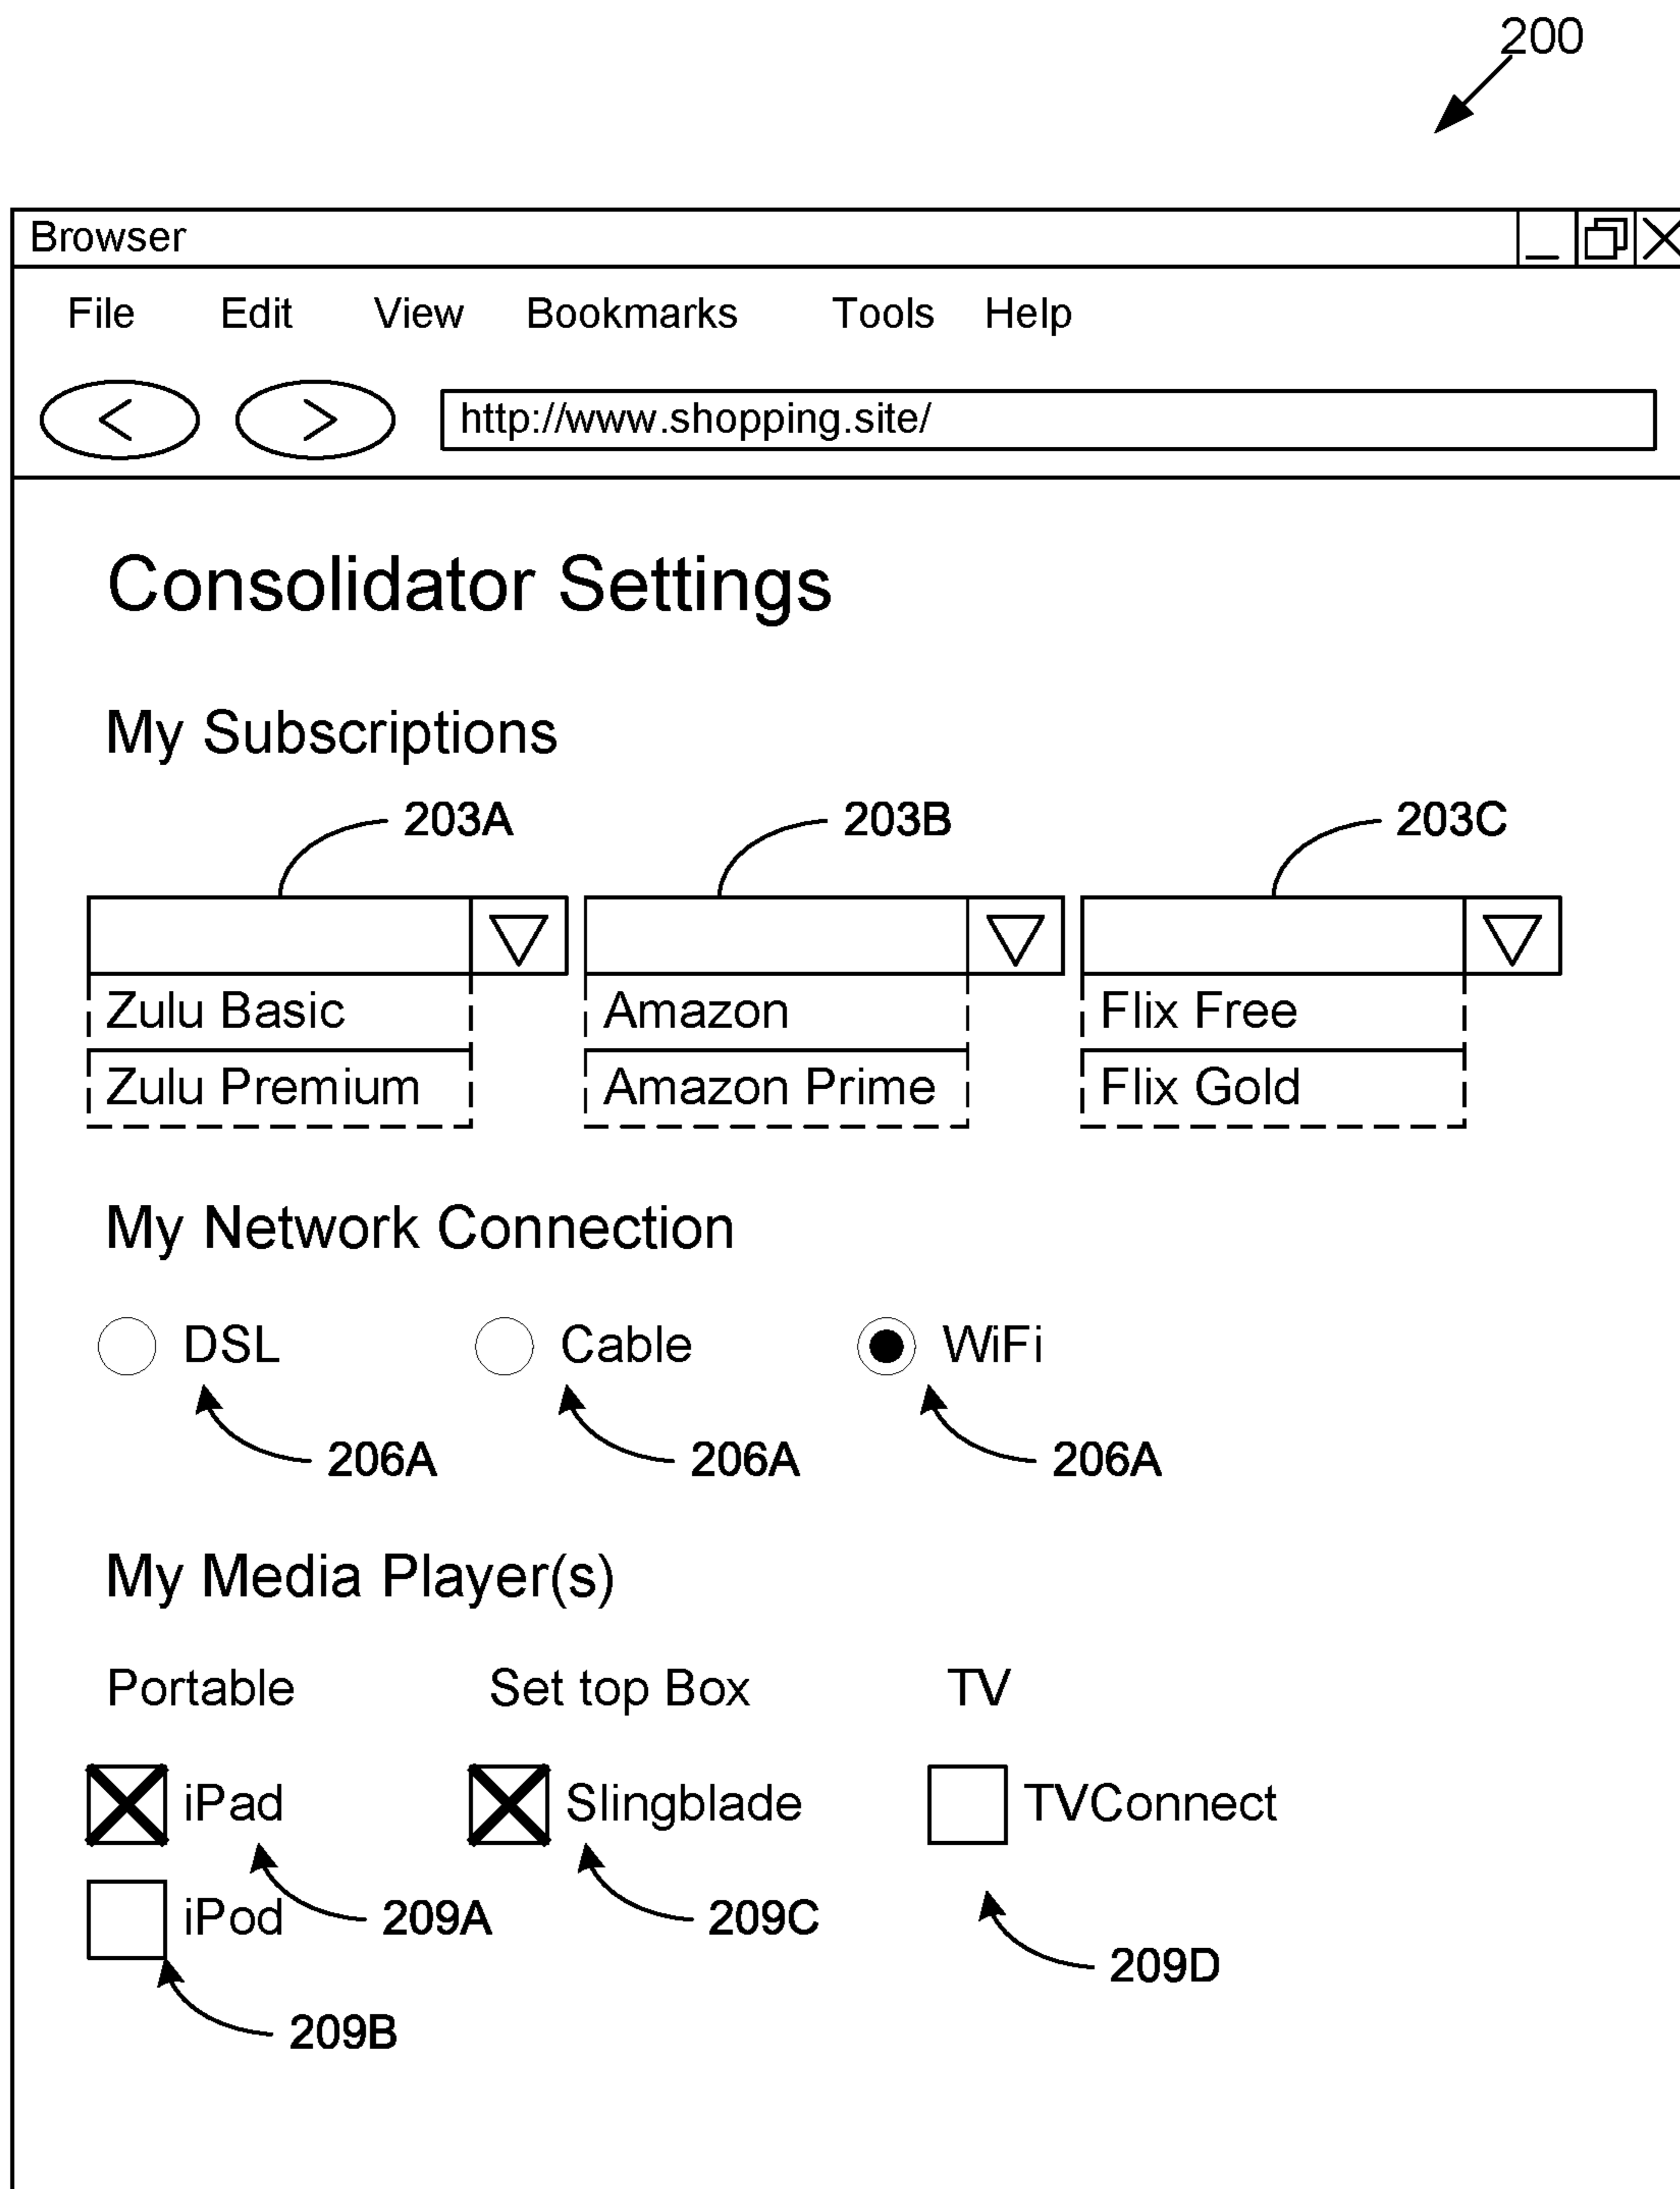 200
Browser
File Edit View Bookmarks Tools Help
http://www.shopping.site/
Consolidator Settings
My Subscriptions
203A 203B 203C
Zulu Basic Amazon Flix Free
Zulu Premium Amazon Prime Flix Gold
My Network Connection
DSL Cable WiFi
206A 206A 206A
My Media Player(s)
Portable Set top Box TV
iPad Slingblade TVConnect
iPod 209A 209C
209D
209B